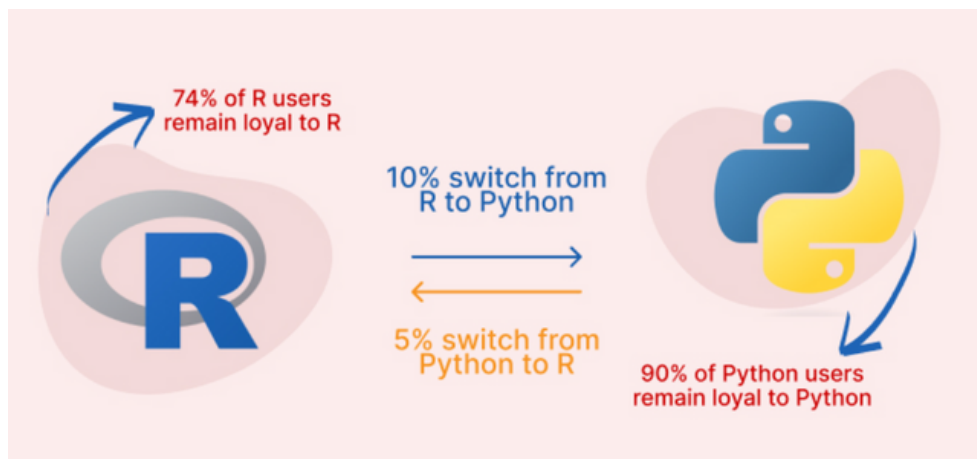 74% of R users
remain loyal to R
R
10% switch from
R to Python
5% switch from
Python to R
90% of Python users
remain loyal to Python